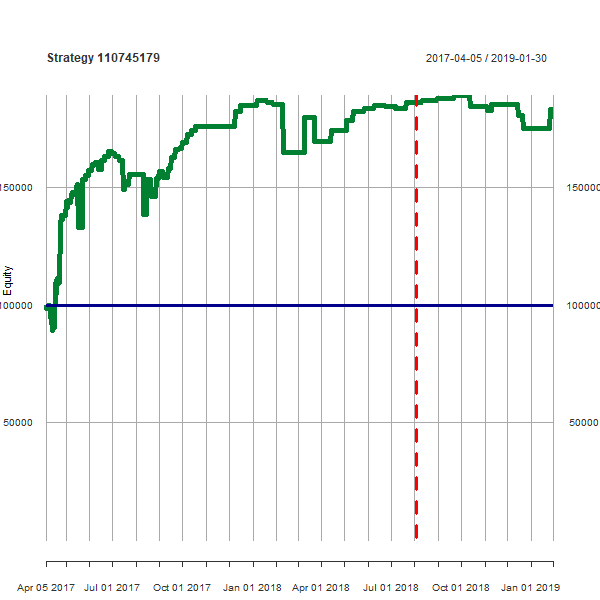 Strategy 110745179
2017-04-05 / 2019-01-30
150000
150000
Equity
100000
100000
50000
50000
Apr 05 2017
Jul 01 2017
Oct 01 2017
Jan 01 2018
Apr 01 2018
Jul 01 2018
Oct 01 2018
Jan 01 2019